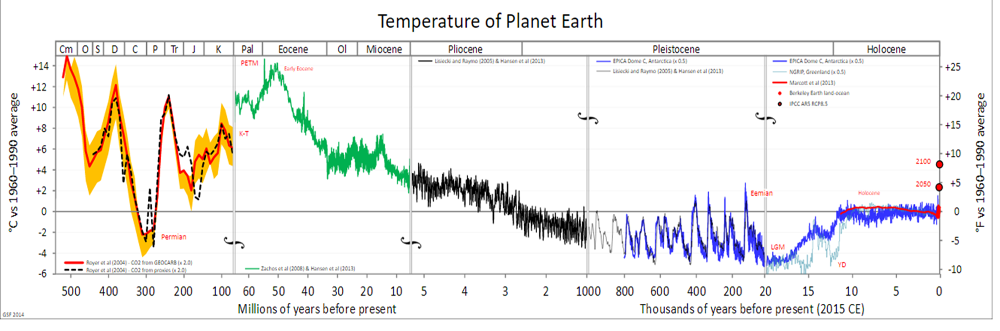 Temperature of Planet Earth
Cm O S D C P Tr J K Pal Eocene Ol Miocene Pliocene Pleistocene Holocene
°C vs 1960–1990 average
+14
+12
+10
+8
+6
+4
+2
0
-2
-4
-6
PETM
Early Eocene
K-T
Permian
Royer et al (2004) - CO2 from GEOCARB (x 2.0)
Royer et al (2004) - CO2 from proxies (x 2.0)
Zachos et al (2008) & Hansen et al (2013)
Lisiecki and Raymo (2005) & Hansen et al (2013)
EPICA Dome C, Antarctica (x 0.5)
Lisiecki and Raymo (2005) & Hansen et al (2013)
Eemian
EPICA Dome C, Antarctica (x 0.5)
NGRIP, Greenland (x 0.5)
Marcott et al (2013)
Berkeley Earth land-ocean
IPCC AR5 RCP8.5
2100
2050
Holocene
LGM
YD
+25
+20
+15
+10
+5
0
-5
-10
°F vs 1960–1990 average
500 400 300 200 100 60 50 40 30 20 10 5 4 3 2 1000 800 600 400 200 20 15 10 5 0
Millions of years before present
Thousands of years before present (2015 CE)
GSF 2014